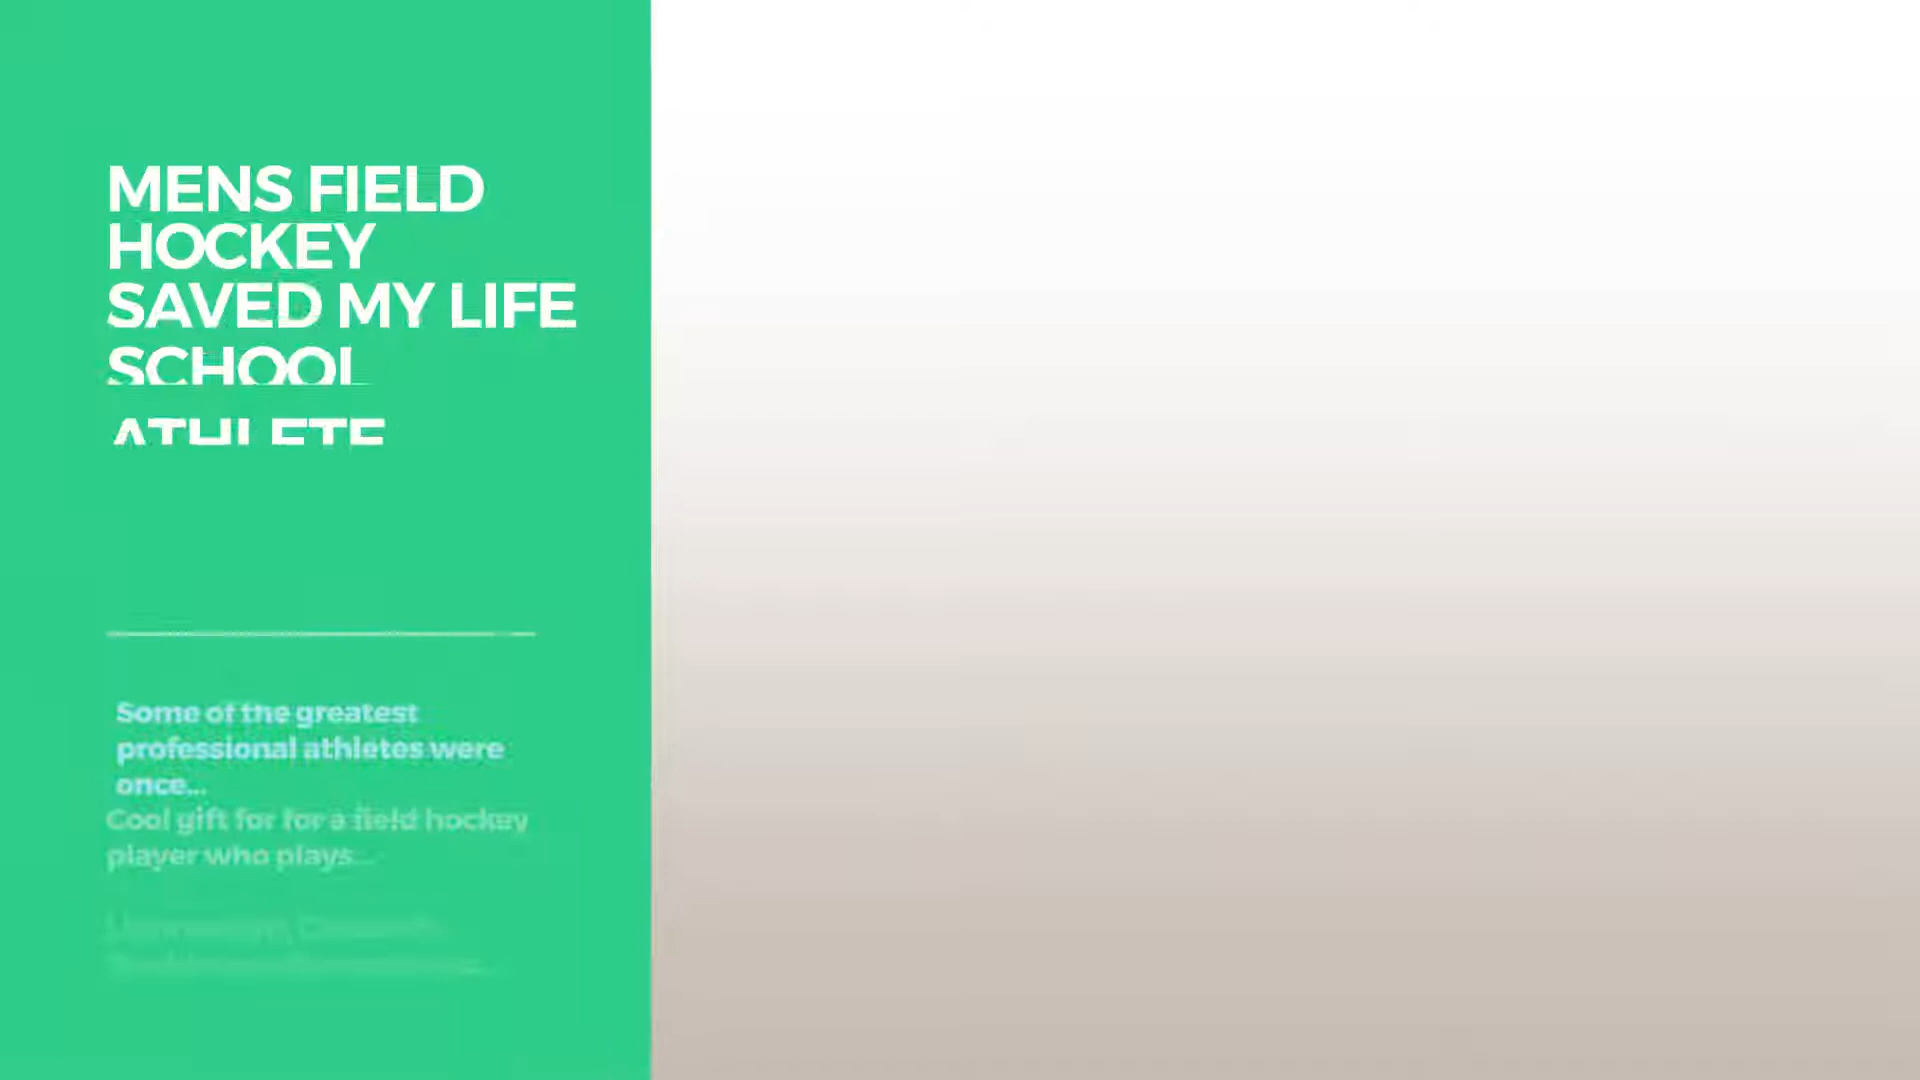 MENS FIELD
HOCKEY
SAVED MY LIFE
SCHOOL
ATHLETE
Some of the greatest
professional athletes were
once...
Cool gift for for a field hockey
player who plays...